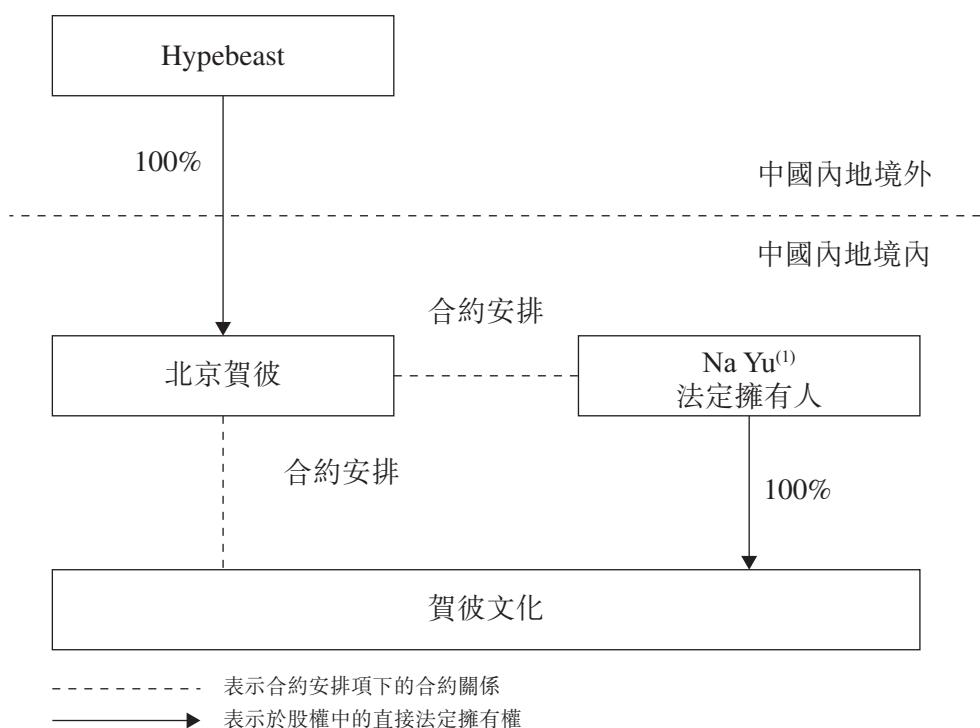 Hypebeast
100%
中國內地境外
中國內地境內
合約安排
北京賀彼
Na Yu(1)
法定擁有人
合約安排
100%
賀彼文化
表示合約安排項下的合約關係
表示於股權中的直接法定擁有權